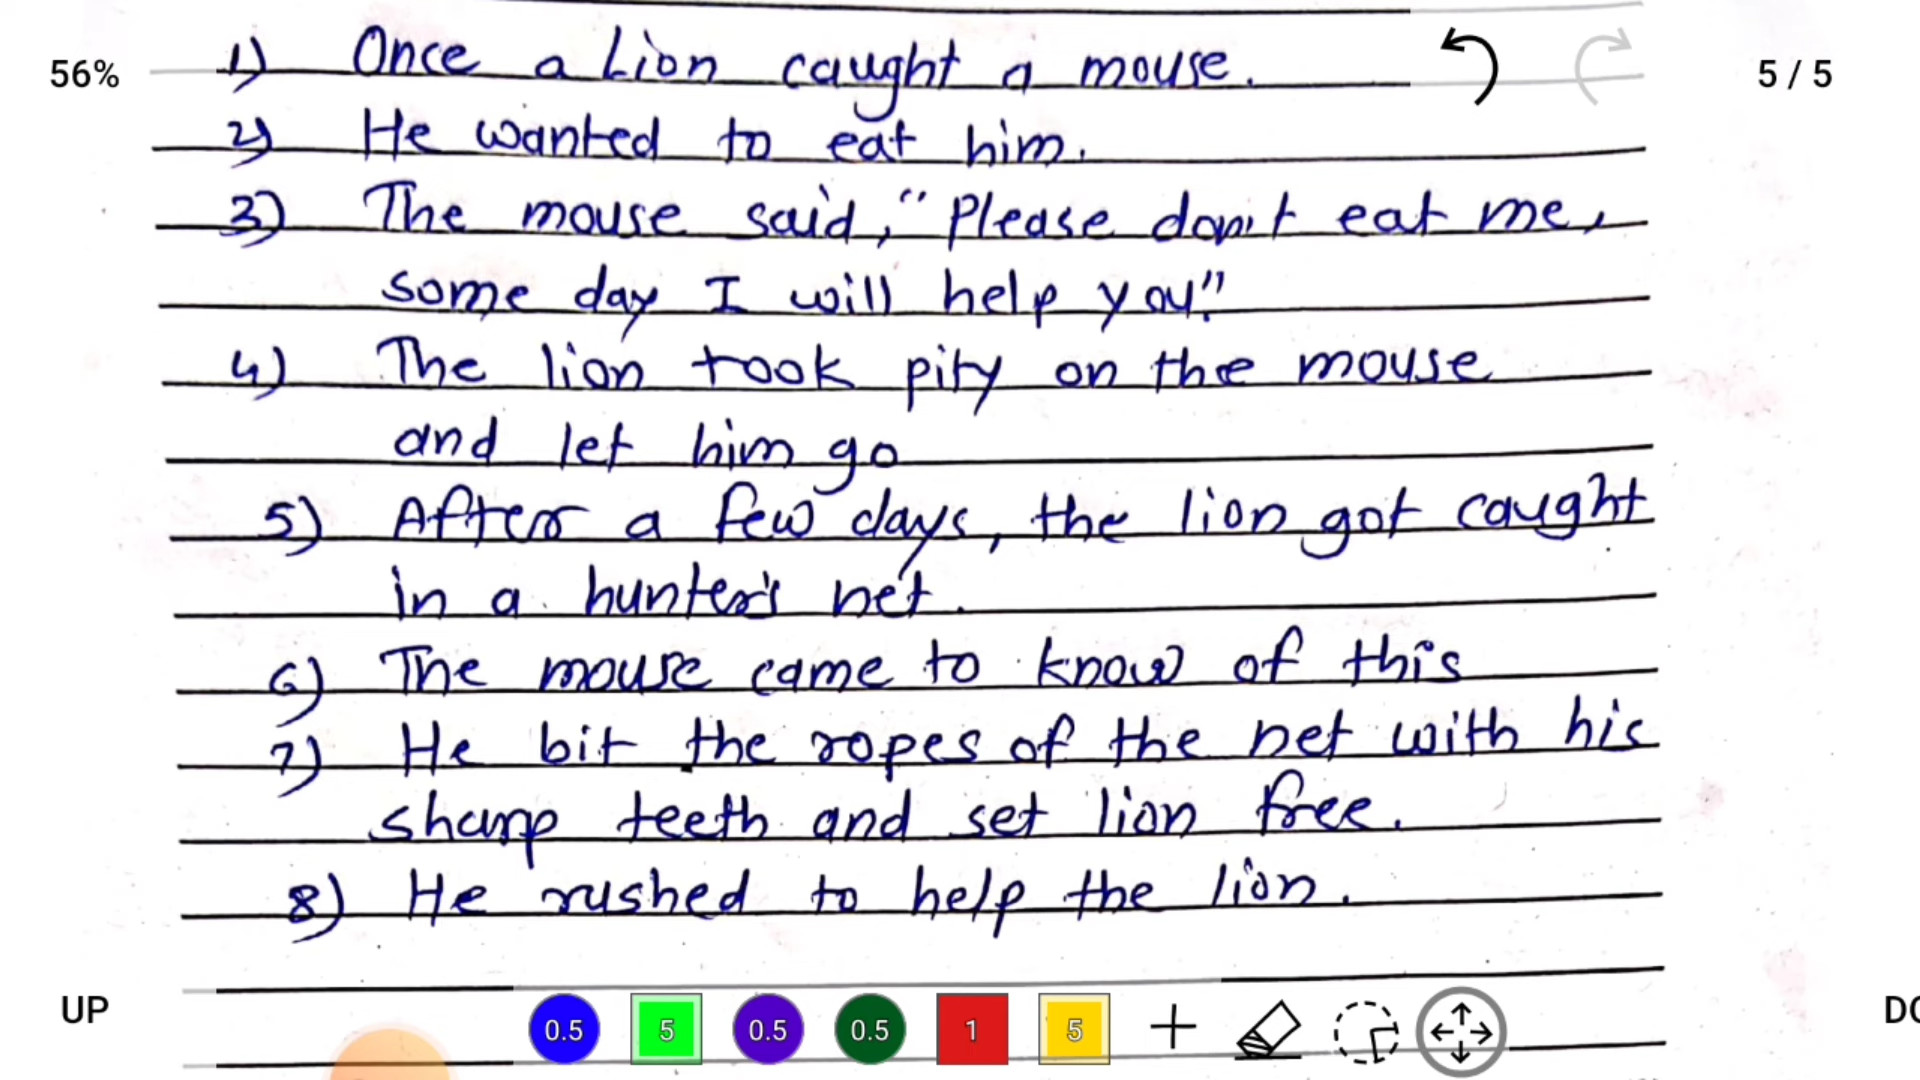 56%
5 / 5
1) Once a Lion caught a mouse.
2) He wanted to eat him.
3) The mouse said, "Please don't eat me,
some day I will help you."
4) The lion took pity on the mouse
and let him go
5) After a few days, the lion got caught
in a hunter's net.
6) The mouse came to know of this
7) He bit the ropes of the net with his
sharp teeth and set lion free.
8) He rushed to help the lion.
UP
0.5 5 0.5 0.5 1 5